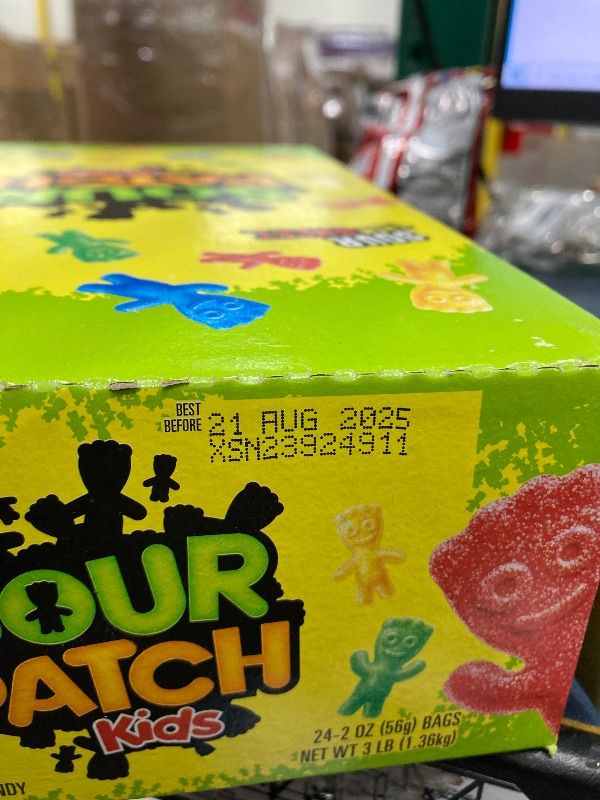 SOUR
BEST
BEFORE
21 AUG 2025
XSN23924911
OUR
PATCH
Kids
24-2 OZ (56g) BAGS
NET WT 3 LB (1.36kg)
NDY